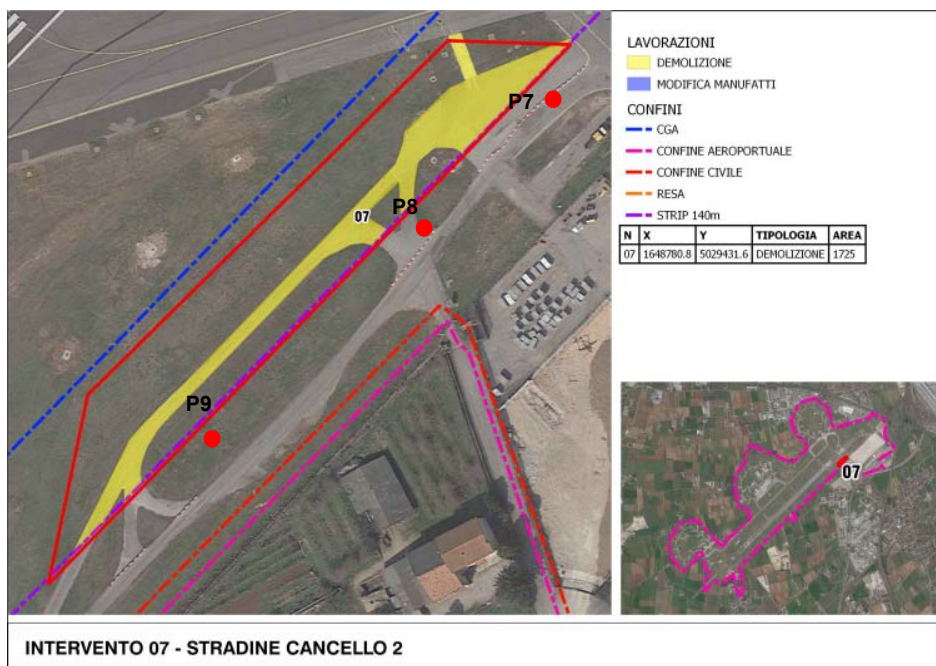 P7
P8
07
P9
LAVORAZIONI
DEMOLIZIONE
MODIFICA MANUFATTI
CONFINI
CGA
CONFINE AEROPORTUALE
CONFINE CIVILE
RESA
STRIP 140m
N X Y TIPOLOGIA AREA
07 1648780.8 5029431.6 DEMOLIZIONE 1725
07
INTERVENTO 07 - STRADINE CANCELLO 2